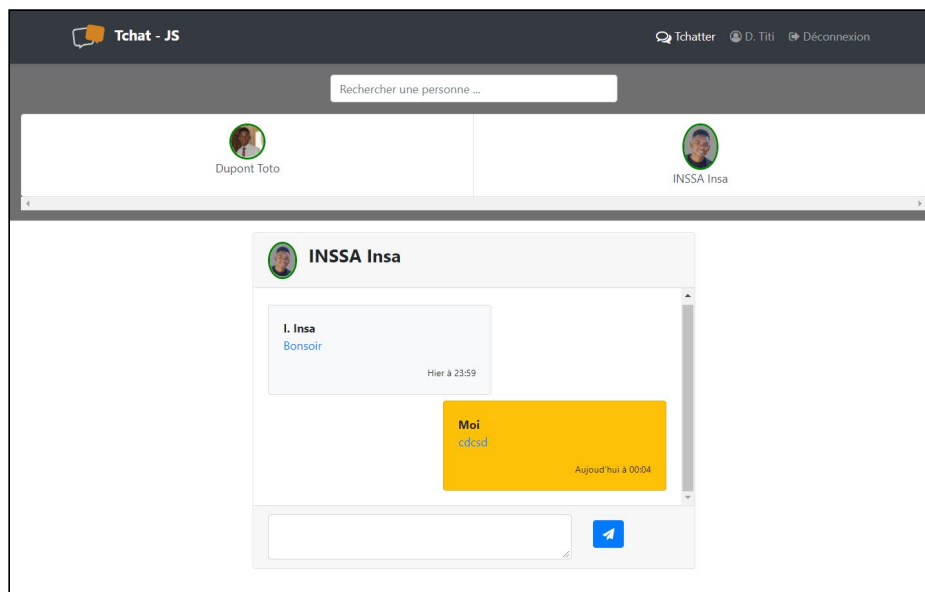 Tchat - JS
Tchatter D. Titi Déconnexion
Rechercher une personne ...
Dupont Toto
INSSA Insa
INSSA Insa
I. Insa
Bonsoir
Hier à 23:59
Moi
cdcsd
Aujoud'hui à 00:04